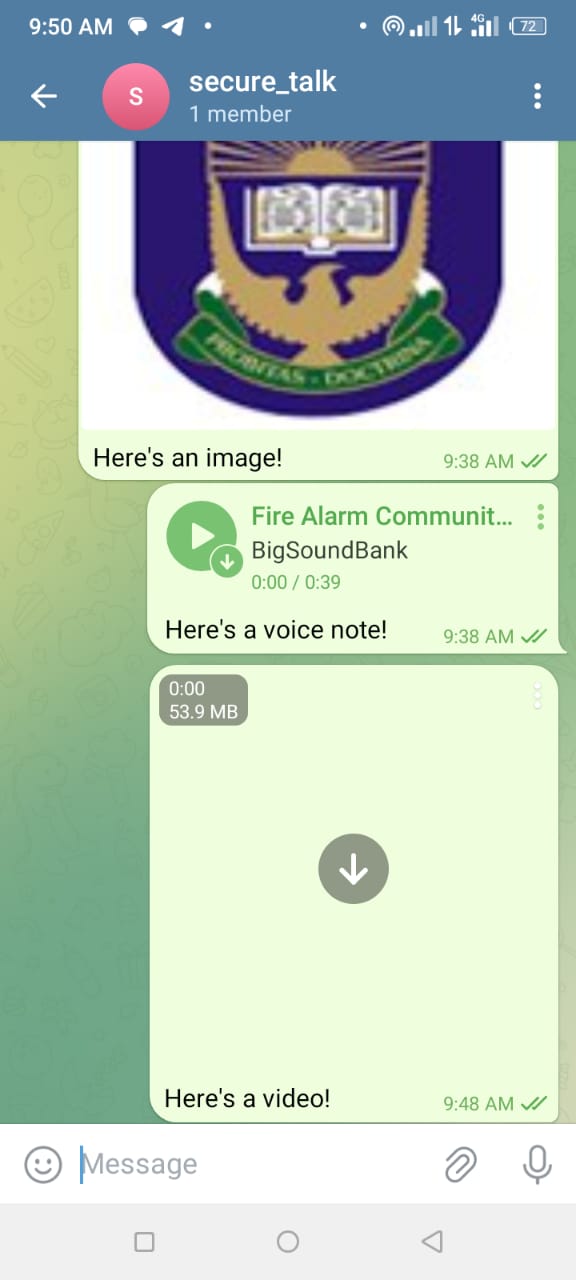 9:50 AM
4G
72
S
secure_talk
1 member
PROBITAS - DOCTRINA
Here's an image!
9:38 AM
Fire Alarm Communit...
BigSoundBank
0:00 / 0:39
Here's a voice note!
9:38 AM
0:00
53.9 MB
Here's a video!
9:48 AM
Message